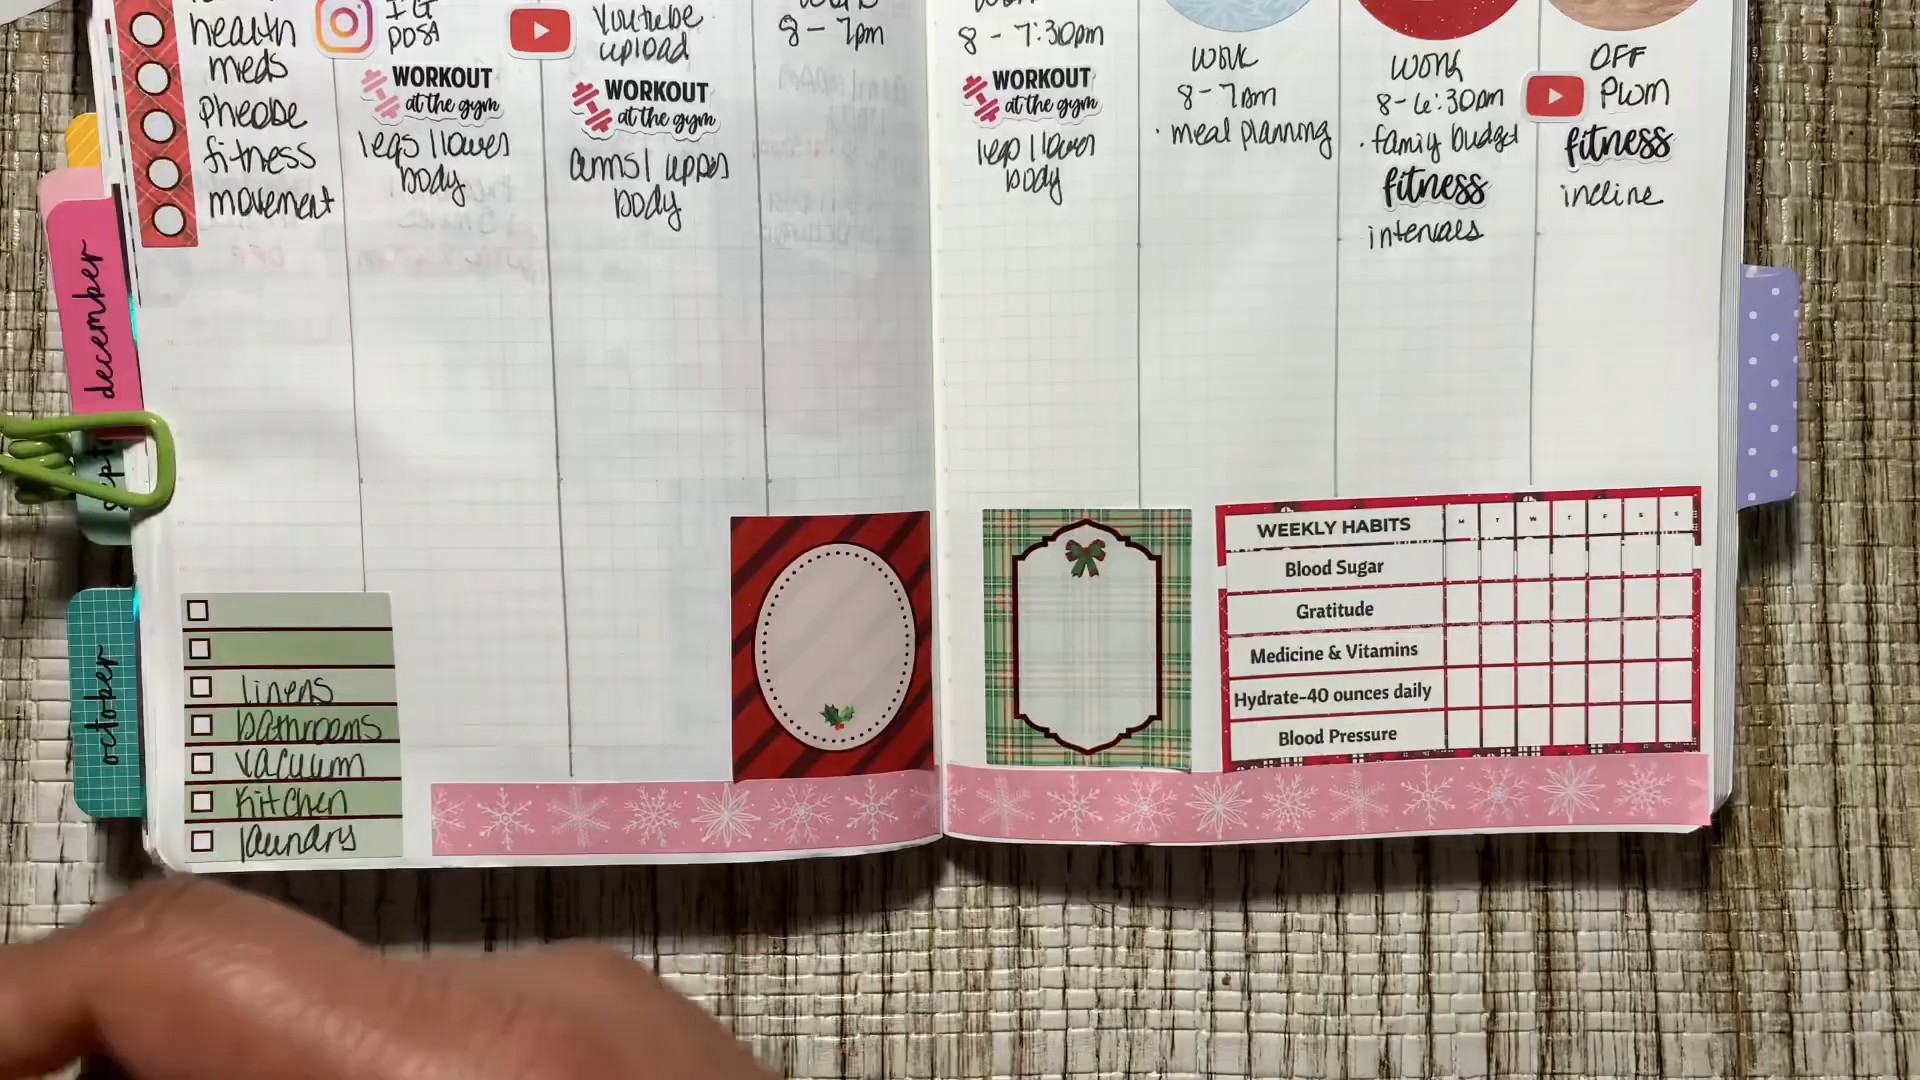 health
meds
pheobe
fitness
movement
IG
POSA
WORKOUT
at the gym
legs | lower
body
Youtube
upload
WORKOUT
at the gym
arms | upper
body
8 - 7pm
8 - 7:30pm
WORKOUT
at the gym
legs | lower
body
WORK
8 - 7pm
· meal planning
WORK
8-6:30pm
· family budget
fitness
intervals
OFF
PWM
fitness
incline
december
sept
october
linens
bathrooms
vacuum
kitchen
laundry
WEEKLY HABITS M T W T F S S
Blood Sugar
Gratitude
Medicine & Vitamins
Hydrate-40 ounces daily
Blood Pressure